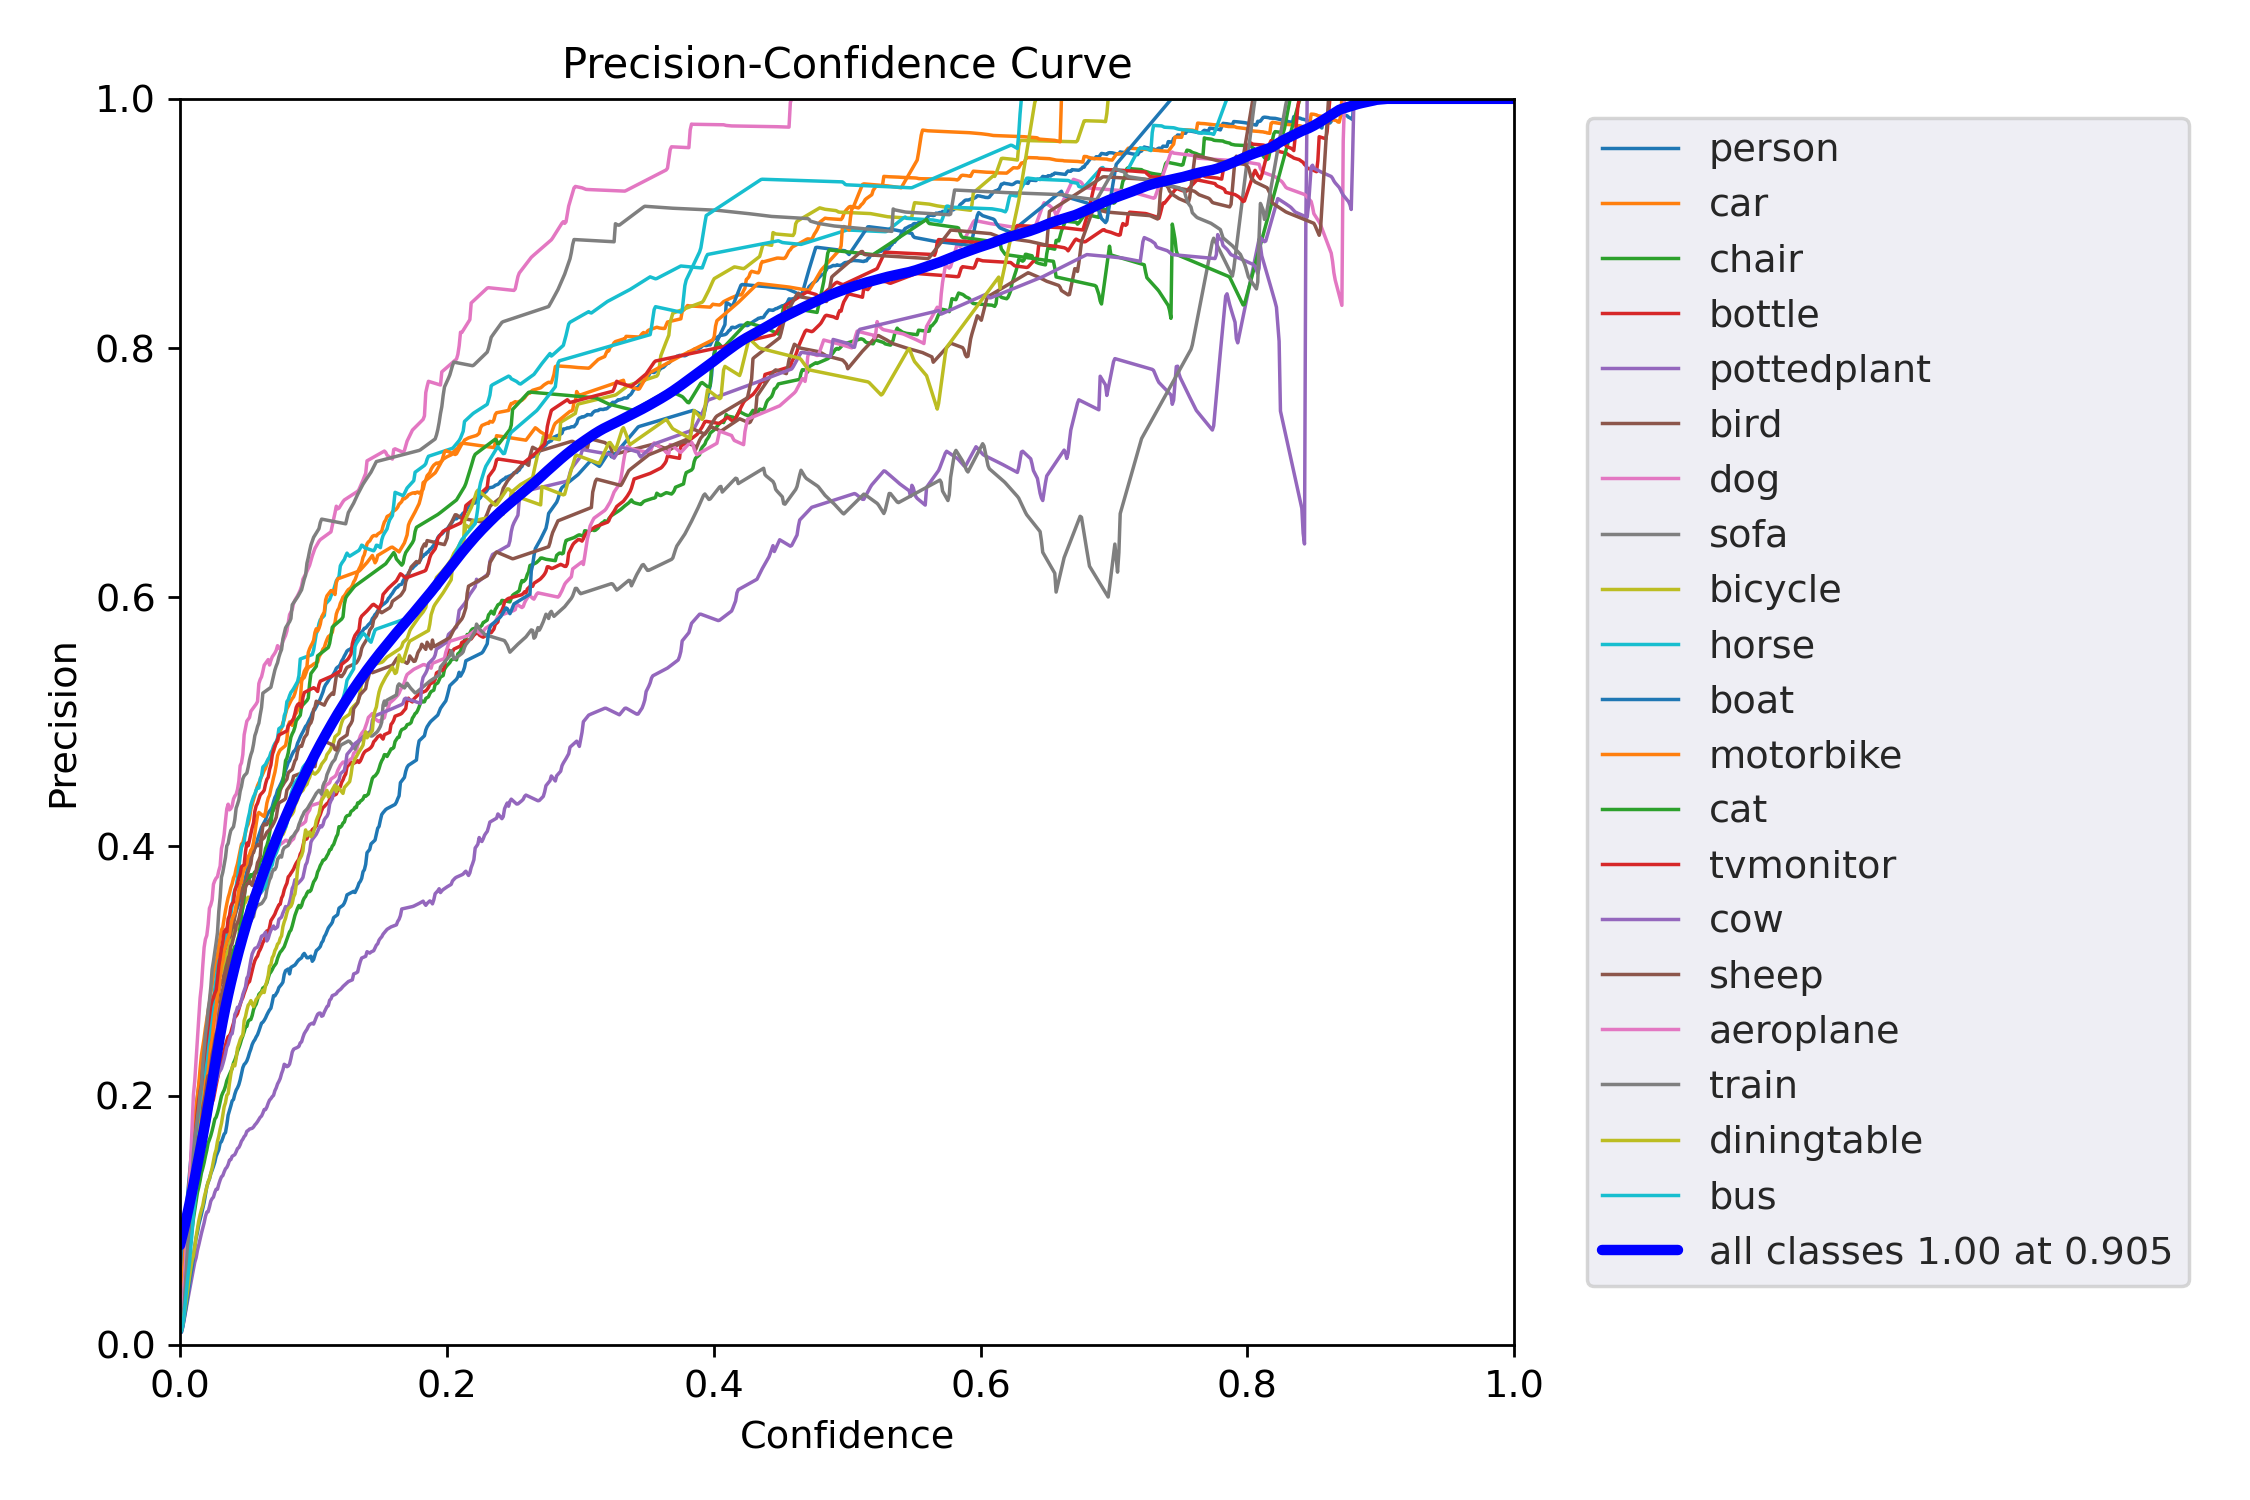 Precision-Confidence Curve
1.0
0.8
0.6
0.4
0.2
0.0
Precision
0.0 0.2 0.4 0.6 0.8 1.0
Confidence
person
car
chair
bottle
pottedplant
bird
dog
sofa
bicycle
horse
boat
motorbike
cat
tvmonitor
cow
sheep
aeroplane
train
diningtable
bus
all classes 1.00 at 0.905